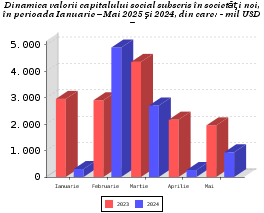 Dinamica valorii capitalului social subscris în societăți noi,
în perioada Ianuarie – Mai 2025 și 2024, din care: - mil USD
–
5.000
4.000
3.000
2.000
1.000
0
Ianuarie Februarie Martie Aprilie Mai
2023 2024